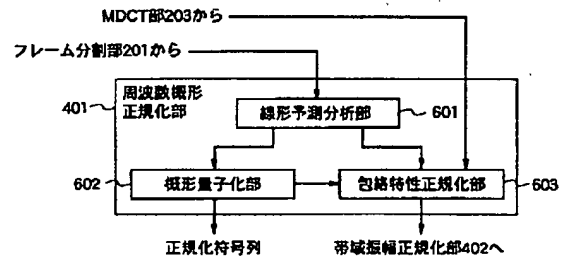 MDCT部203から
フレーム分割部201から
周波数概形
正規化部
401
線形予測分析部
601
602
概形量子化部
包絡特性正規化部
603
正規化符号列
帯域振幅正規化部402へ